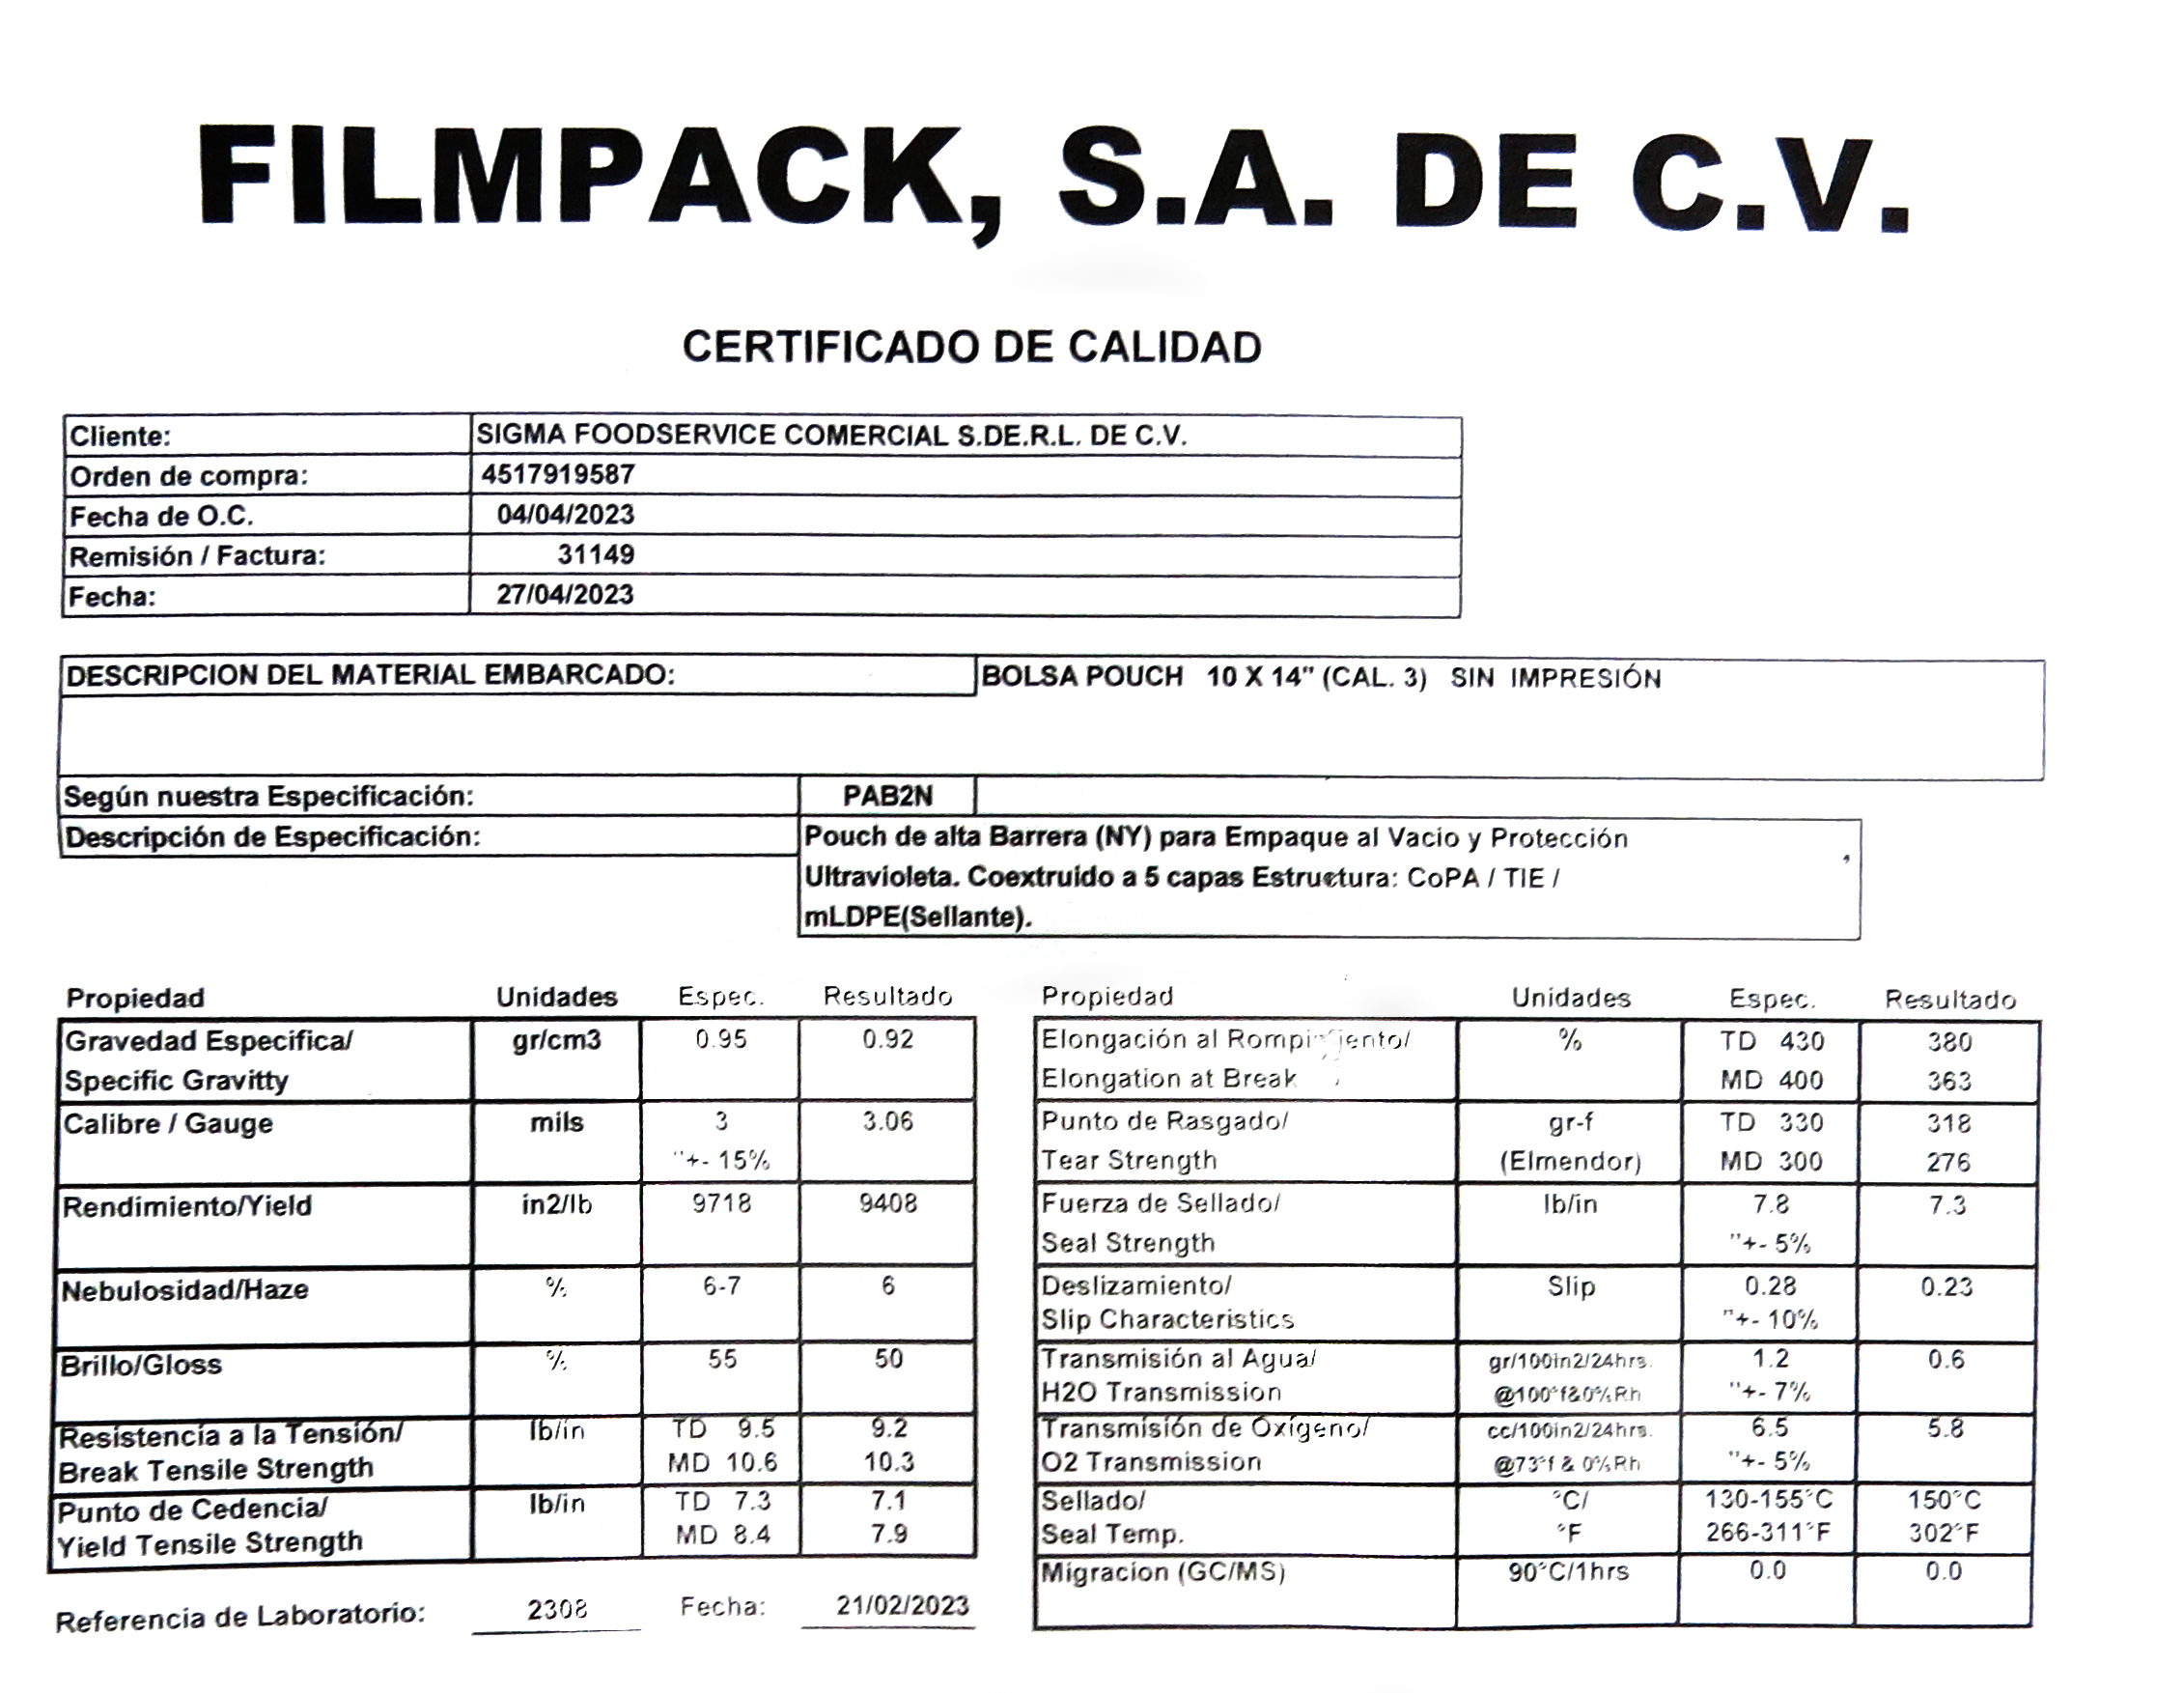 FILMPACK, S.A. DE C.V.
CERTIFICADO DE CALIDAD
Cliente: SIGMA FOODSERVICE COMERCIAL S.DE.R.L. DE C.V.
Orden de compra: 4517919587
Fecha de O.C. 04/04/2023
Remisión / Factura: 31149
Fecha: 27/04/2023
DESCRIPCION DEL MATERIAL EMBARCADO: BOLSA POUCH 10 X 14" (CAL. 3) SIN IMPRESIÓN
Según nuestra Especificación: PAB2N
Descripción de Especificación: Pouch de alta Barrera (NY) para Empaque al Vacio y Protección
Ultravioleta. Coextruido a 5 capas Estructura: CoPA / TIE /
mLDPE(Sellante).
Propiedad Unidades Espec. Resultado
Gravedad Especifica/ gr/cm3 0.95 0.92
Specific Gravitty
Calibre / Gauge mils 3 3.06
"+- 15%
Rendimiento/Yield in2/lb 9718 9408
Nebulosidad/Haze % 6-7 6
Brillo/Gloss % 55 50
Resistencia a la Tensión/ lb/in TD 9.5 9.2
Break Tensile Strength MD 10.6 10.3
Punto de Cedencia/ lb/in TD 7.3 7.1
Yield Tensile Strength MD 8.4 7.9
Referencia de Laboratorio: 2308 Fecha: 21/02/2023
Propiedad Unidades Espec. Resultado
Elongación al % TD 430 380
Elongation at Break MD 400 363
Punto de Rasgado/ gr-f TD 330 318
Tear Strength (Elmendor) MD 300 276
Fuerza de Sellado/ lb/in 7.8 7.3
Seal Strength "+- 5%
Deslizamiento/ Slip 0.28 0.23
Slip Characteristics "+- 10%
Transmisión al Agua/ gr/100in2/24hrs. 1.2 0.6
H2O Transmission @100°f&0%Rh "+- 7%
Transmisión de Oxígeno/ cc/100in2/24hrs. 6.5 5.8
O2 Transmission @73°f & 0%Rh "+- 5%
Sellado/ °C/ 130-155°C 150°C
Seal Temp. °F 266-311°F 302°F
Migracion (GC/MS) 90°C/1hrs 0.0 0.0